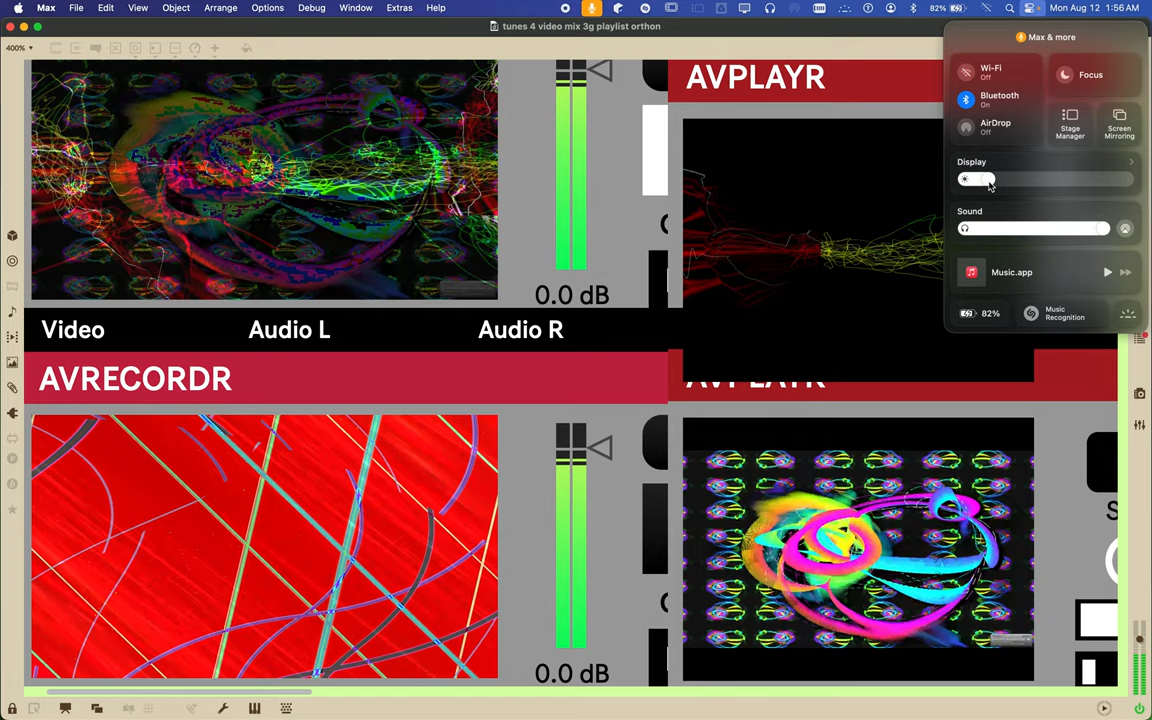 Max File Edit View Object Arrange Options Debug Window Extras Help 82% Mon Aug 12 1:56 AM
tunes 4 video mix 3g playlist orthon
400%
Max & more
Wi-Fi
Off
Focus
Bluetooth
On
AirDrop
Off
Stage
Manager
Screen
Mirroring
Display
Sound
Music.app
82%
Music
Recognition
AVPLAYR
0.0 dB
Video Audio L Audio R
AVRECORDR
AVPLAYR
0.0 dB